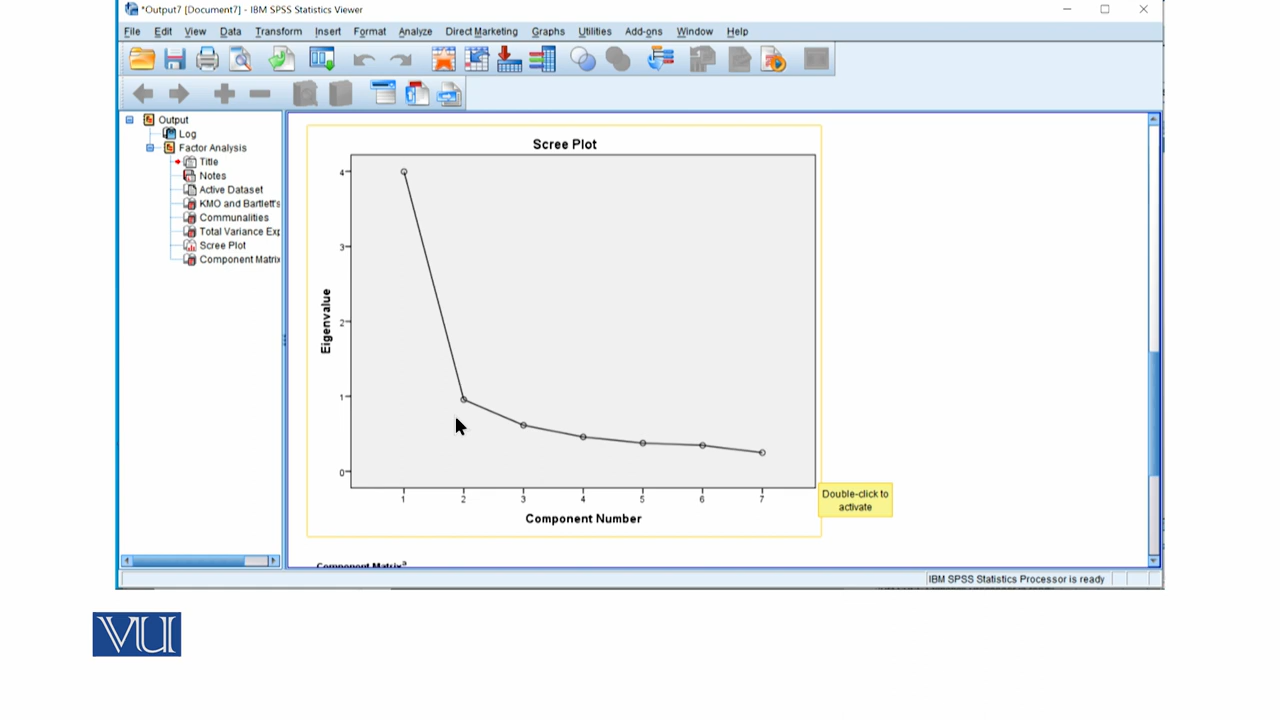 *Output7 [Document7] - IBM SPSS Statistics Viewer
File Edit View Data Transform Insert Format Analyze Direct Marketing Graphs Utilities Add-ons Window Help
Output
Log
Factor Analysis
Title
Notes
Active Dataset
KMO and Bartlett's
Communalities
Total Variance Exp
Scree Plot
Component Matrix
Scree Plot
4
3
2
1
0
Eigenvalue
1 2 3 4 5 6 7
Component Number
Double-click to
activate
Component Matrixa
IBM SPSS Statistics Processor is ready
VU